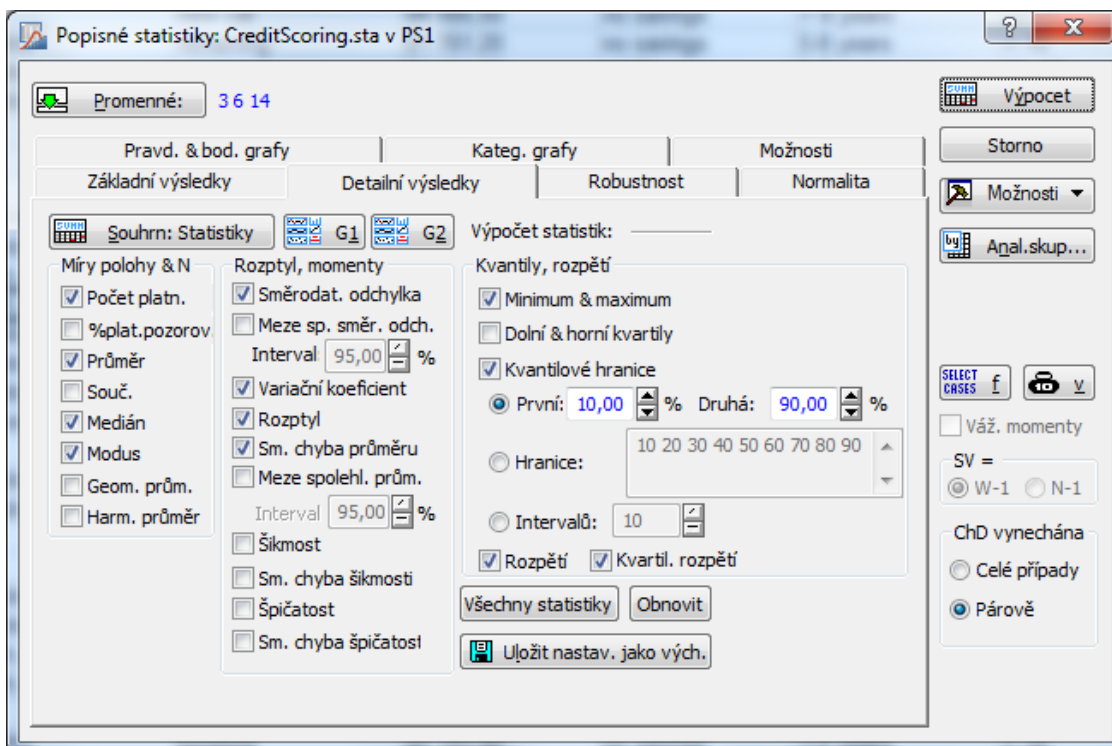 Popisné statistiky: CreditScoring.sta v PS1
Promenné: 3 6 14
Pravd. & bod. grafy Kateg. grafy Možnosti
Základní výsledky Detailní výsledky Robustnost Normalita
Souhrn: Statistiky G1 G2 Výpočet statistik:
Míry polohy & N
Počet platn.
%plat.pozorov.
Průměr
Souč.
Medián
Modus
Geom. prům.
Harm. průměr
Rozptyl, momenty
Směrodat. odchylka
Meze sp. směr. odch.
Interval: 95,00 %
Variační koeficient
Rozptyl
Sm. chyba průměru
Meze spolehl. prům.
Interval 95,00 %
Šikmost
Sm. chyba šikmosti
Špičatost
Sm. chyba špičatost
Kvantily, rozpětí
Minimum & maximum
Dolní & horní kvartily
Kvantilové hranice
První: 10,00 % Druhá: 90,00 %
Hranice: 10 20 30 40 50 60 70 80 90
Intervalů: 10
Rozpětí Kvartil. rozpětí
Všechny statistiky Obnovit
Uložit nastav. jako vých.
Výpocet
Storno
Možnosti
by Anal.skup...
SELECT CASES f v
Váž. momenty
SV =
W-1 N-1
ChD vynechána
Celé případy
Párově